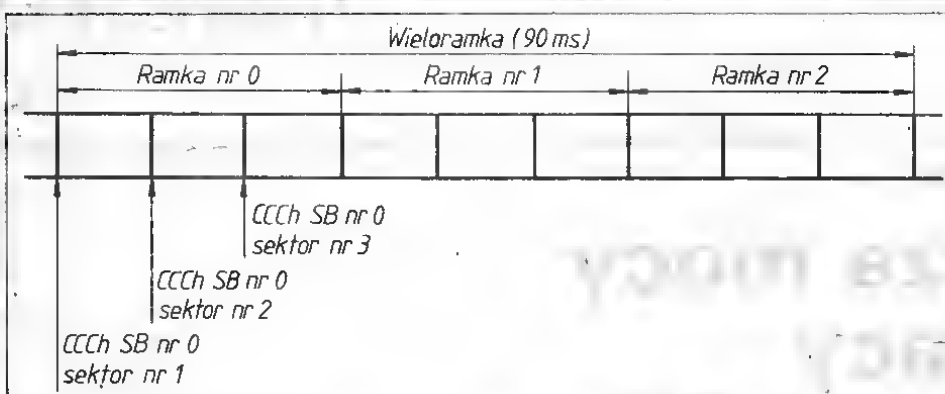 Wieloramka (90 ms)
Ramka nr 0
Ramka nr 1
Ramka nr 2
CCCh SB nr 0
sektor nr 3
CCCh SB nr 0
sektor nr 2
CCCh SB nr 0
sektor nr 1